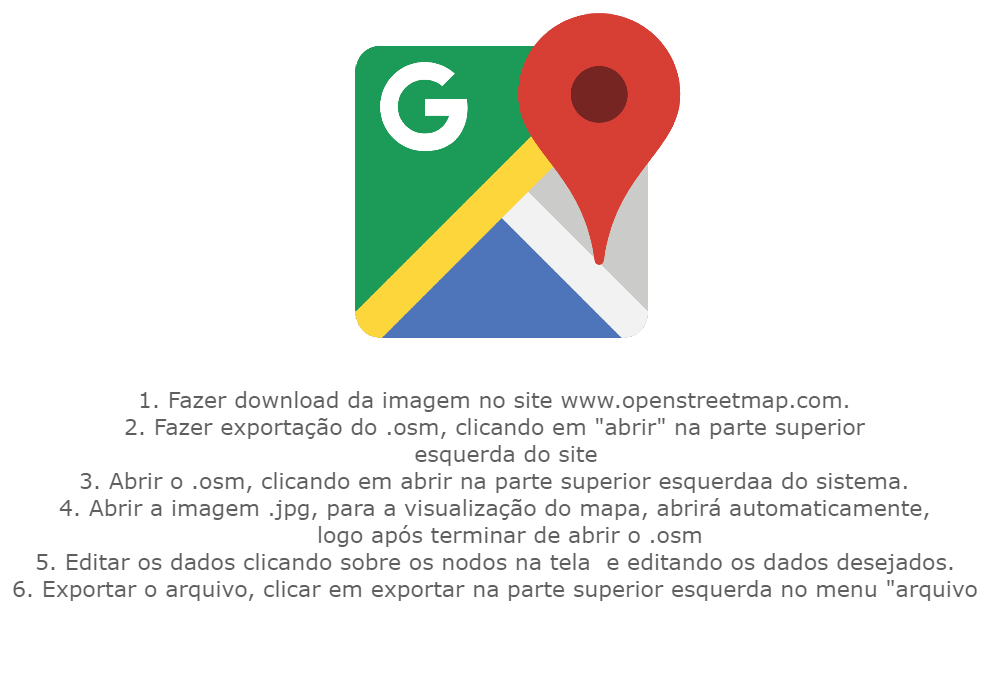 G
1. Fazer download da imagem no site www.openstreetmap.com.
2. Fazer exportação do .osm, clicando em "abrir" na parte superior
esquerda do site
3. Abrir o .osm, clicando em abrir na parte superior esquerdaa do sistema.
4. Abrir a imagem .jpg, para a visualização do mapa, abrirá automaticamente,
logo após terminar de abrir o .osm
5. Editar os dados clicando sobre os nodos na tela  e editando os dados desejados.
6. Exportar o arquivo, clicar em exportar na parte superior esquerda no menu "arquivo